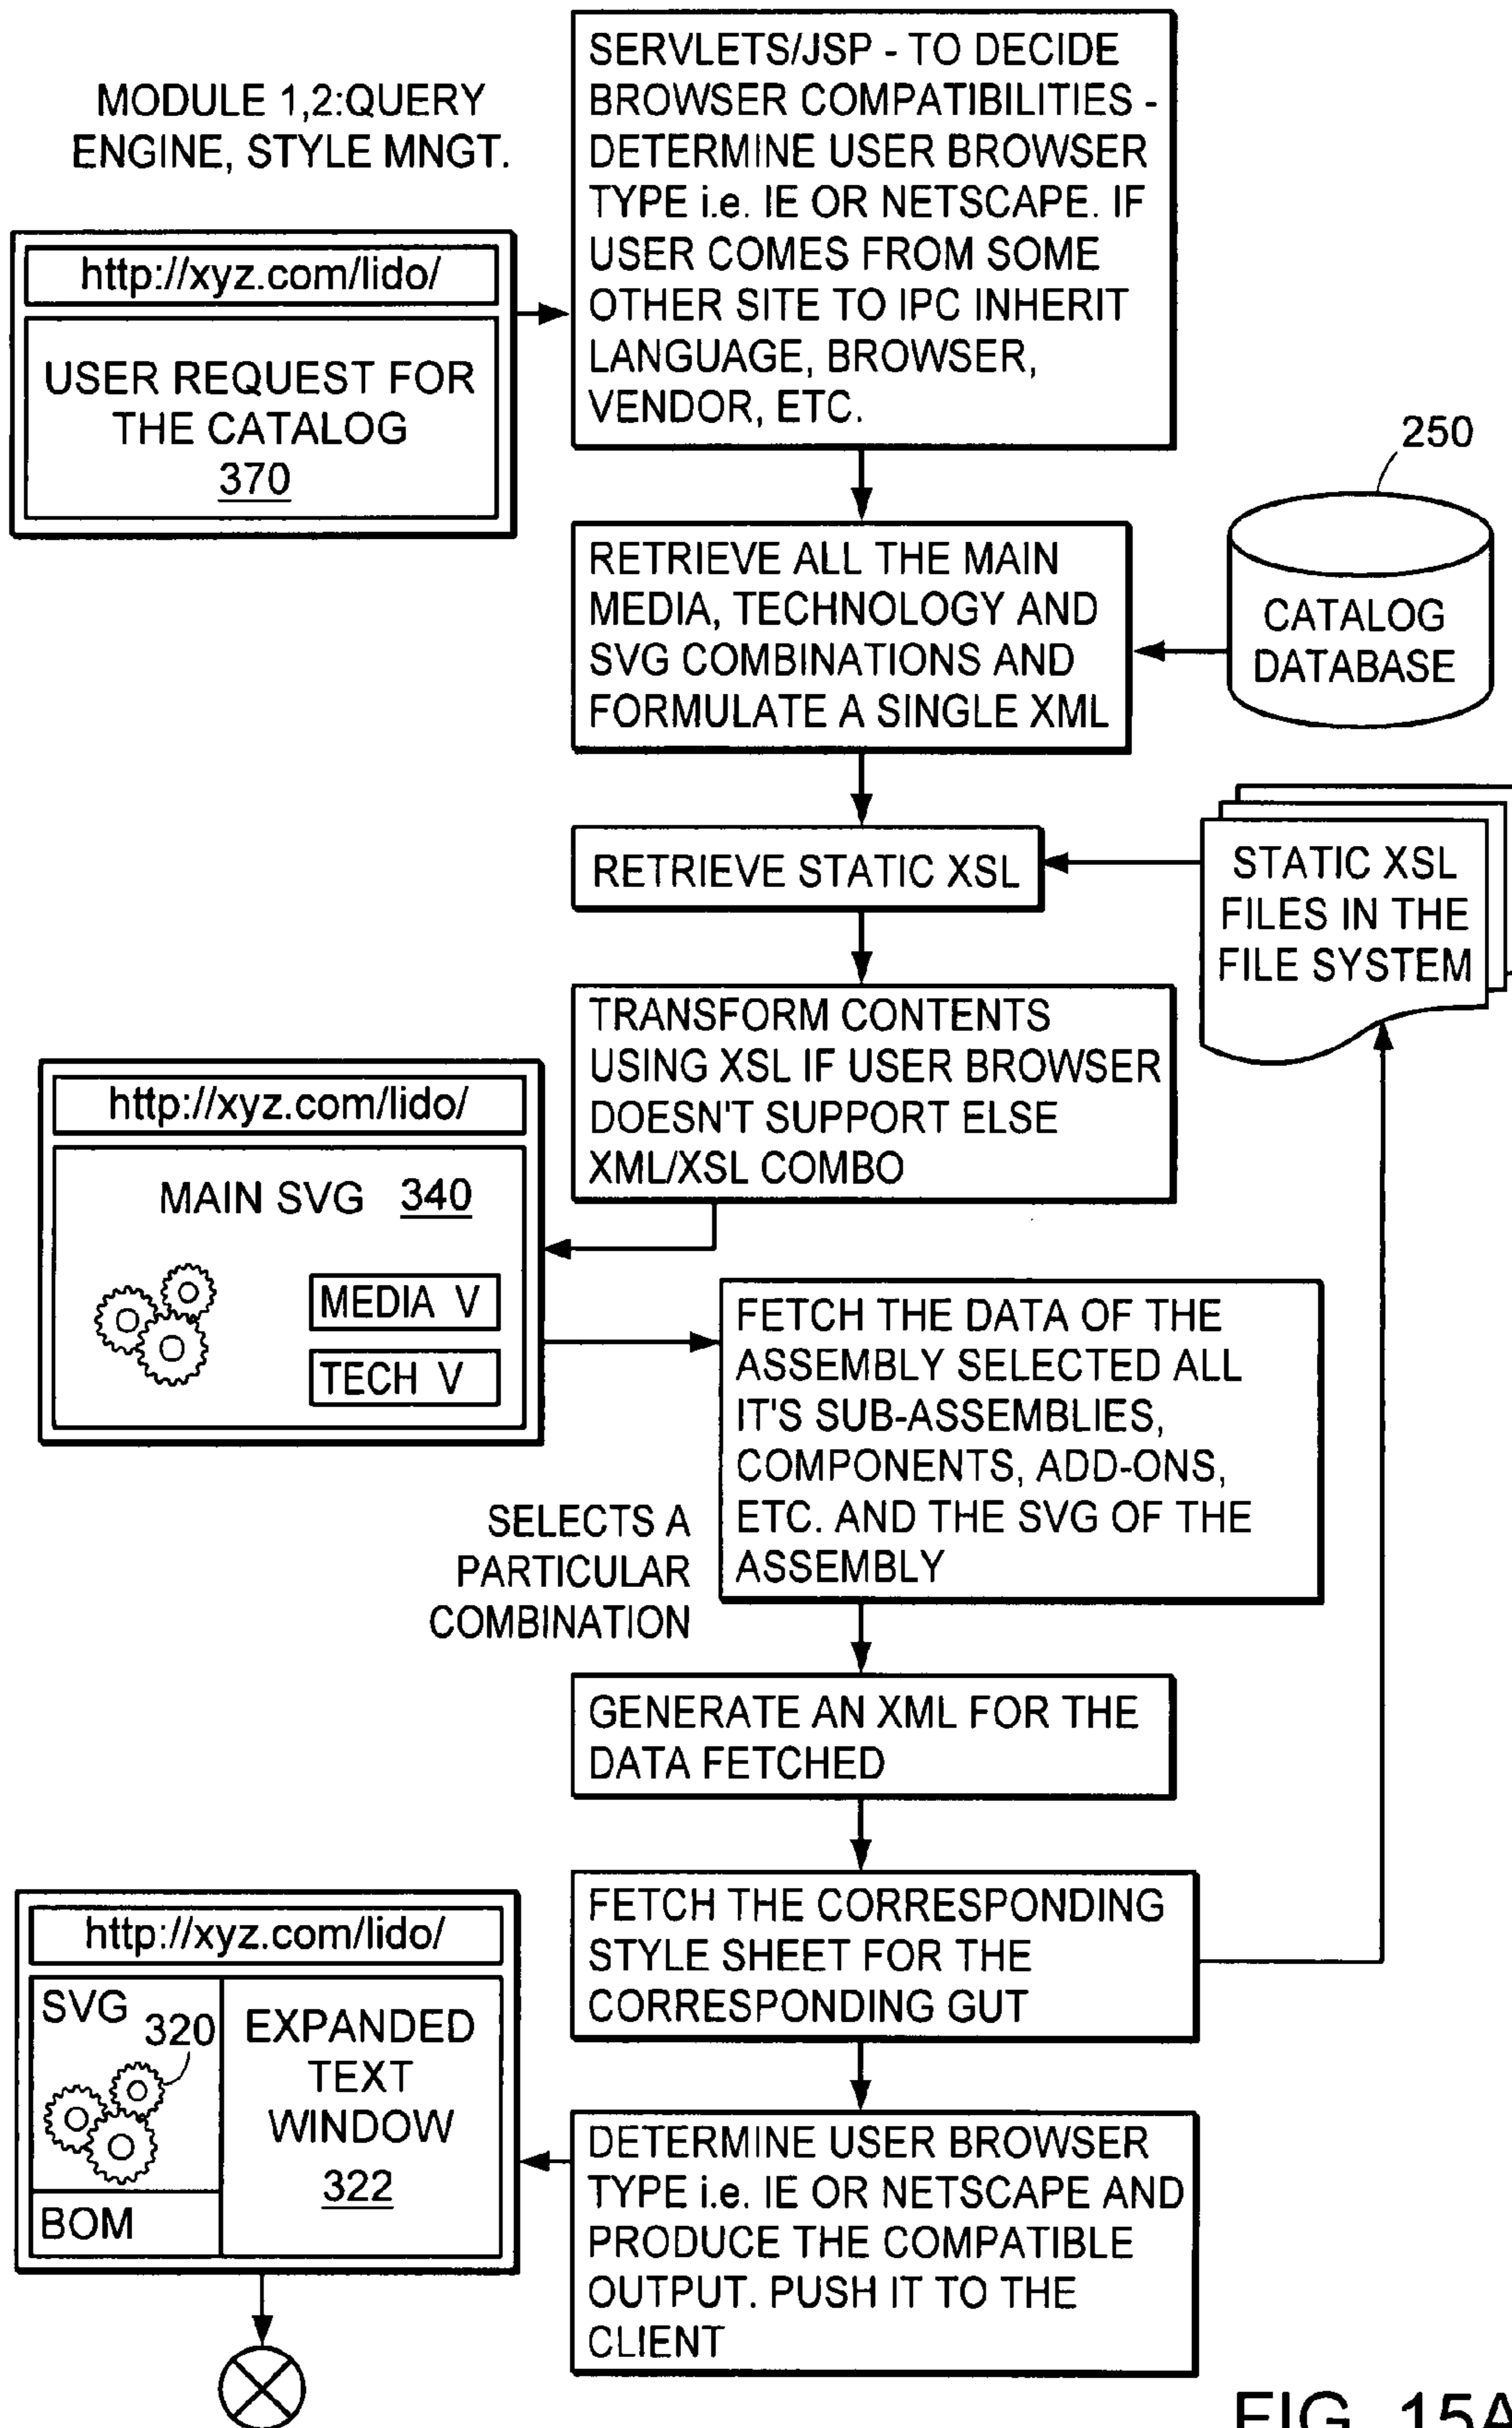 MODULE 1,2:QUERY
ENGINE, STYLE MNGT.
http://xyz.com/lido/
USER REQUEST FOR
THE CATALOG
370
SERVLETS/JSP - TO DECIDE
BROWSER COMPATIBILITIES -
DETERMINE USER BROWSER
TYPE i.e. IE OR NETSCAPE. IF
USER COMES FROM SOME
OTHER SITE TO IPC INHERIT
LANGUAGE, BROWSER,
VENDOR, ETC.
250
CATALOG
DATABASE
RETRIEVE ALL THE MAIN
MEDIA, TECHNOLOGY AND
SVG COMBINATIONS AND
FORMULATE A SINGLE XML
RETRIEVE STATIC XSL
STATIC XSL
FILES IN THE
FILE SYSTEM
TRANSFORM CONTENTS
USING XSL IF USER BROWSER
DOESN'T SUPPORT ELSE
XML/XSL COMBO
http://xyz.com/lido/
MAIN SVG 340
MEDIA V
TECH V
SELECTS A
PARTICULAR
COMBINATION
FETCH THE DATA OF THE
ASSEMBLY SELECTED ALL
IT'S SUB-ASSEMBLIES,
COMPONENTS, ADD-ONS,
ETC. AND THE SVG OF THE
ASSEMBLY
GENERATE AN XML FOR THE
DATA FETCHED
FETCH THE CORRESPONDING
STYLE SHEET FOR THE
CORRESPONDING GUT
DETERMINE USER BROWSER
TYPE i.e. IE OR NETSCAPE AND
PRODUCE THE COMPATIBLE
OUTPUT. PUSH IT TO THE
CLIENT
http://xyz.com/lido/
SVG
320
BOM
EXPANDED
TEXT
WINDOW
322
FIG. 15A